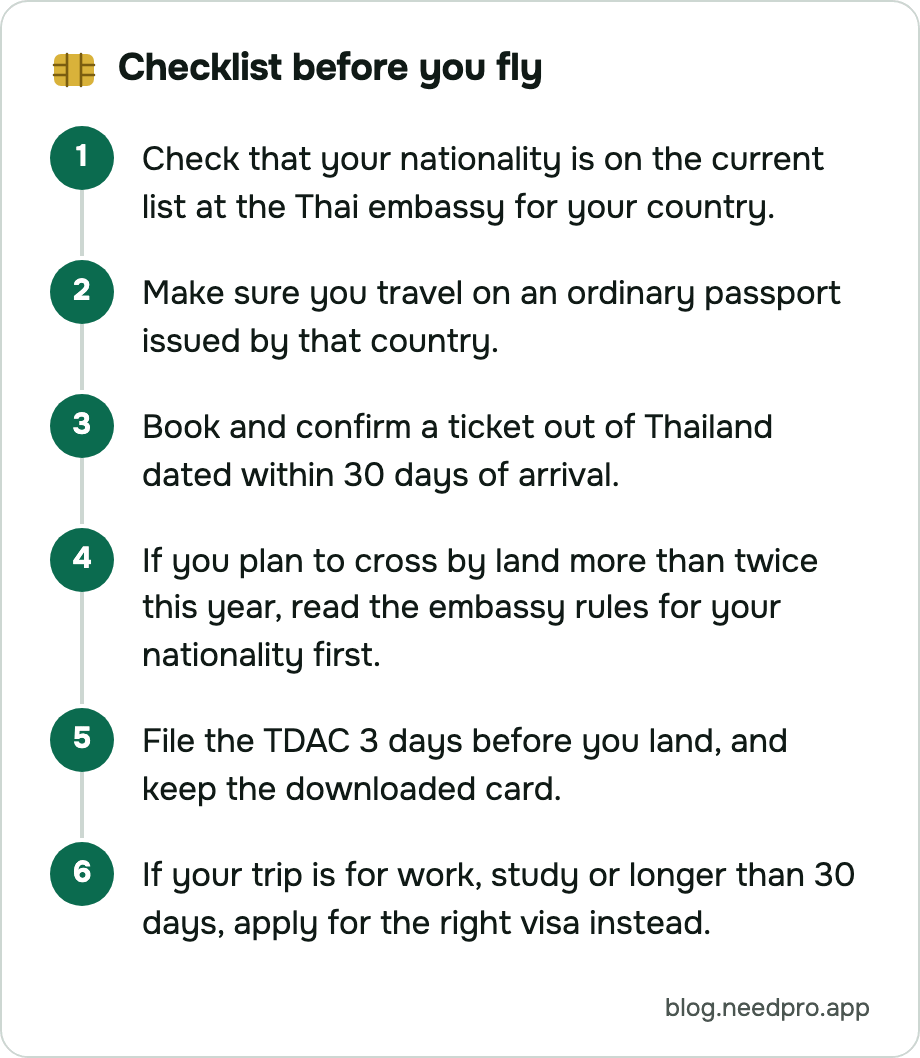 Checklist before you fly
1
Check that your nationality is on the current
list at the Thai embassy for your country.
2
Make sure you travel on an ordinary passport
issued by that country.
3
Book and confirm a ticket out of Thailand
dated within 30 days of arrival.
4
If you plan to cross by land more than twice
this year, read the embassy rules for your
nationality first.
5
File the TDAC 3 days before you land, and
keep the downloaded card.
6
If your trip is for work, study or longer than 30
days, apply for the right visa instead.
blog.needpro.app